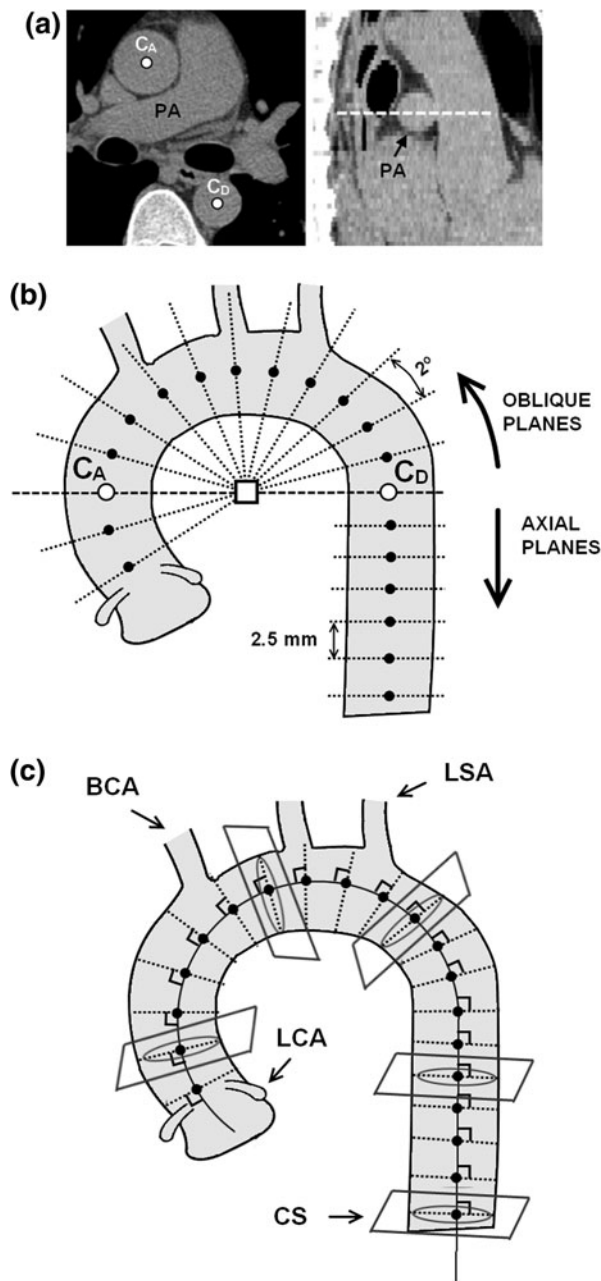 (a)
CA
PA
CD
PA
(b)
2°
OBLIQUE
PLANES
CA
CD
AXIAL
PLANES
2.5 mm
(c)
BCA
LSA
LCA
CS